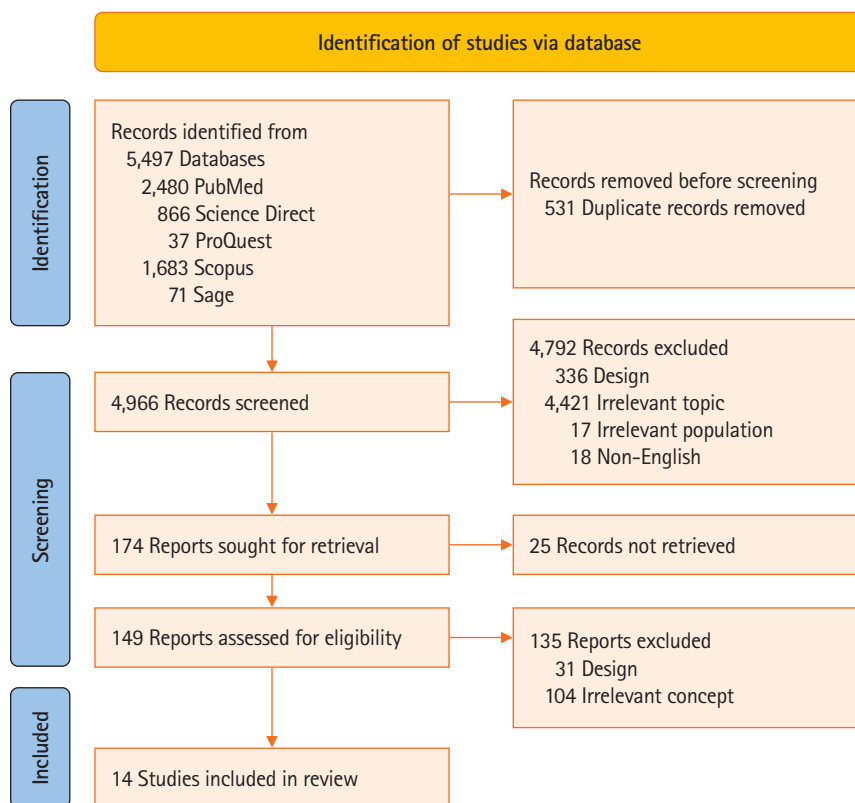 Identification of studies via database
Identification
Records identified from
5,497 Databases
2,480 PubMed
866 Science Direct
37 ProQuest
1,683 Scopus
71 Sage
Records removed before screening
531 Duplicate records removed
Screening
4,966 Records screened
4,792 Records excluded
336 Design
4,421 Irrelevant topic
17 Irrelevant population
18 Non-English
174 Reports sought for retrieval
25 Records not retrieved
149 Reports assessed for eligibility
135 Reports excluded
31 Design
104 Irrelevant concept
Included
14 Studies included in review